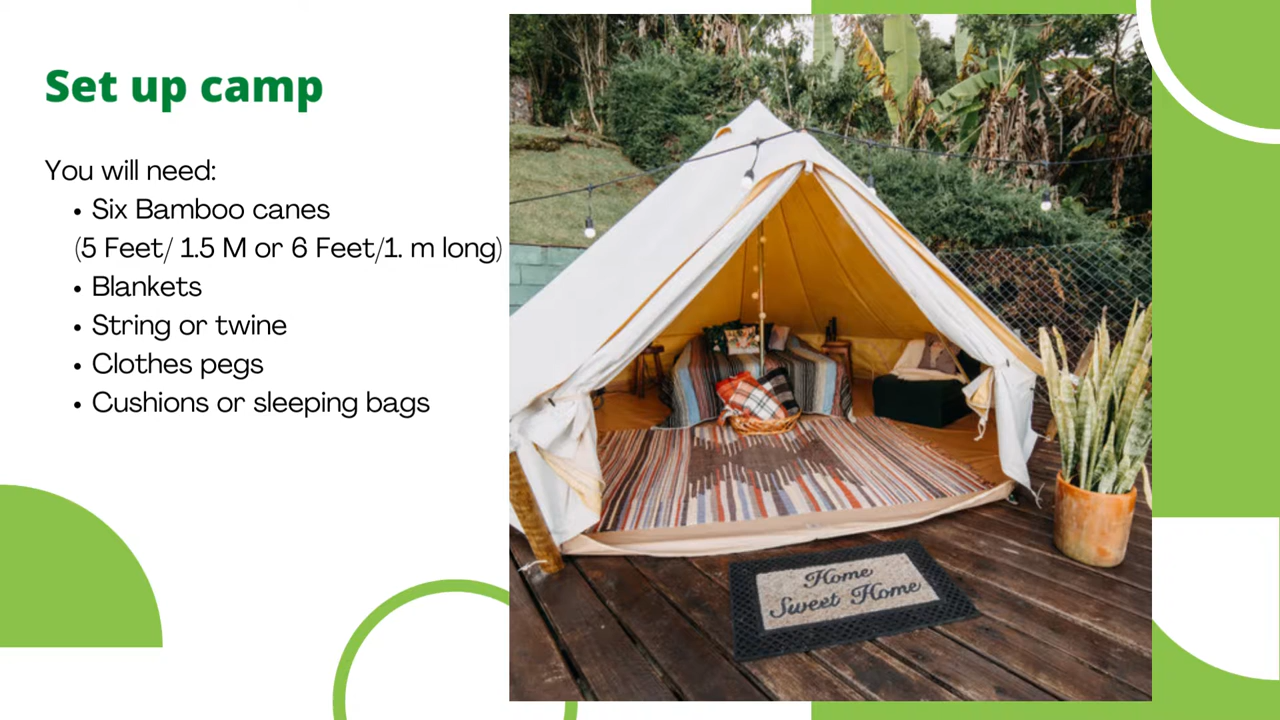 Set up camp
You will need:
• Six Bamboo canes
(5 Feet/ 1.5 M or 6 Feet/1. m long)
• Blankets
• String or twine
• Clothes pegs
• Cushions or sleeping bags
Home
Sweet Home